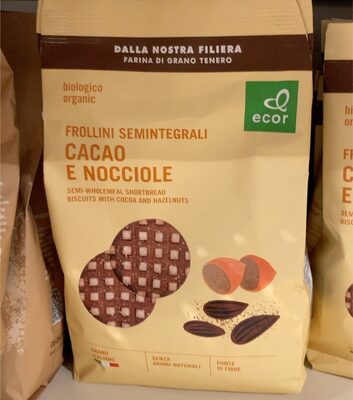 DALLA NOSTRA FILIERA
FARINA DI GRANO TENERO
biologico
organic
ecor
FROLLINI SEMINTEGRALI
CACAO
E NOCCIOLE
SEMI-WHOLEMEAL SHORTBREAD
BISCUITS WITH COCOA AND HAZELNUTS
GRANO
ITALIANO
SENZA
AROMI NATURALI
FONTE
DI FIBRE